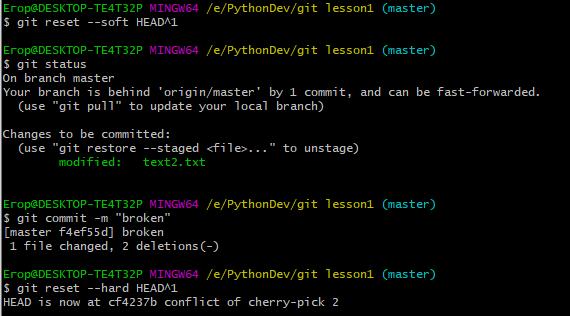 Erop@DESKTOP-TE4T32P MINGW64 /e/PythonDev/git lesson1 (master)
$ git reset --soft HEAD^1

Erop@DESKTOP-TE4T32P MINGW64 /e/PythonDev/git lesson1 (master)
$ git status
On branch master
Your branch is behind 'origin/master' by 1 commit, and can be fast-forwarded.
  (use "git pull" to update your local branch)

Changes to be committed:
  (use "git restore --staged <file>..." to unstage)
        modified:   text2.txt


Erop@DESKTOP-TE4T32P MINGW64 /e/PythonDev/git lesson1 (master)
$ git commit -m "broken"
[master f4ef55d] broken
 1 file changed, 2 deletions(-)

Erop@DESKTOP-TE4T32P MINGW64 /e/PythonDev/git lesson1 (master)
$ git reset --hard HEAD^1
HEAD is now at cf4237b conflict of cherry-pick 2